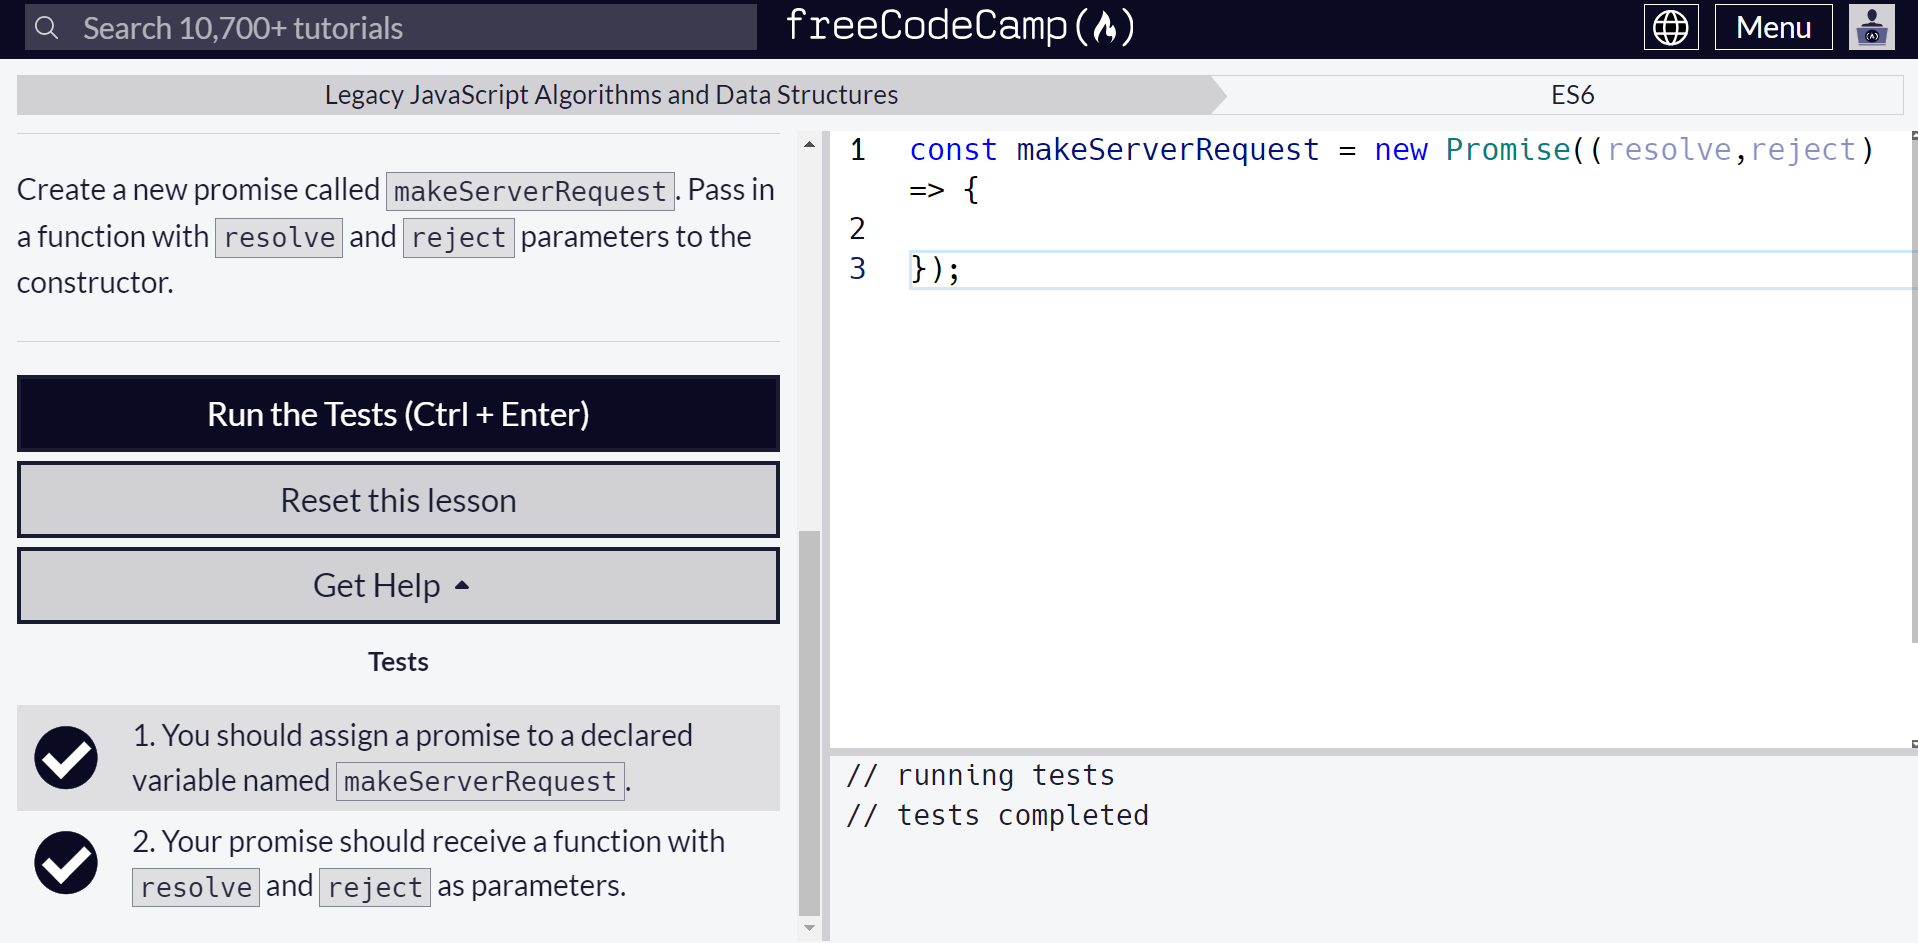 Search 10,700+ tutorials
freeCodeCamp(🔥)
Menu
Legacy JavaScript Algorithms and Data Structures
ES6
Create a new promise called makeServerRequest. Pass in
a function with resolve and reject parameters to the
constructor.
Run the Tests (Ctrl + Enter)
Reset this lesson
Get Help
Tests
1. You should assign a promise to a declared
variable named makeServerRequest.
2. Your promise should receive a function with
resolve and reject as parameters.
1 const makeServerRequest = new Promise((resolve,reject)
=> {
2
3 });
// running tests
// tests completed